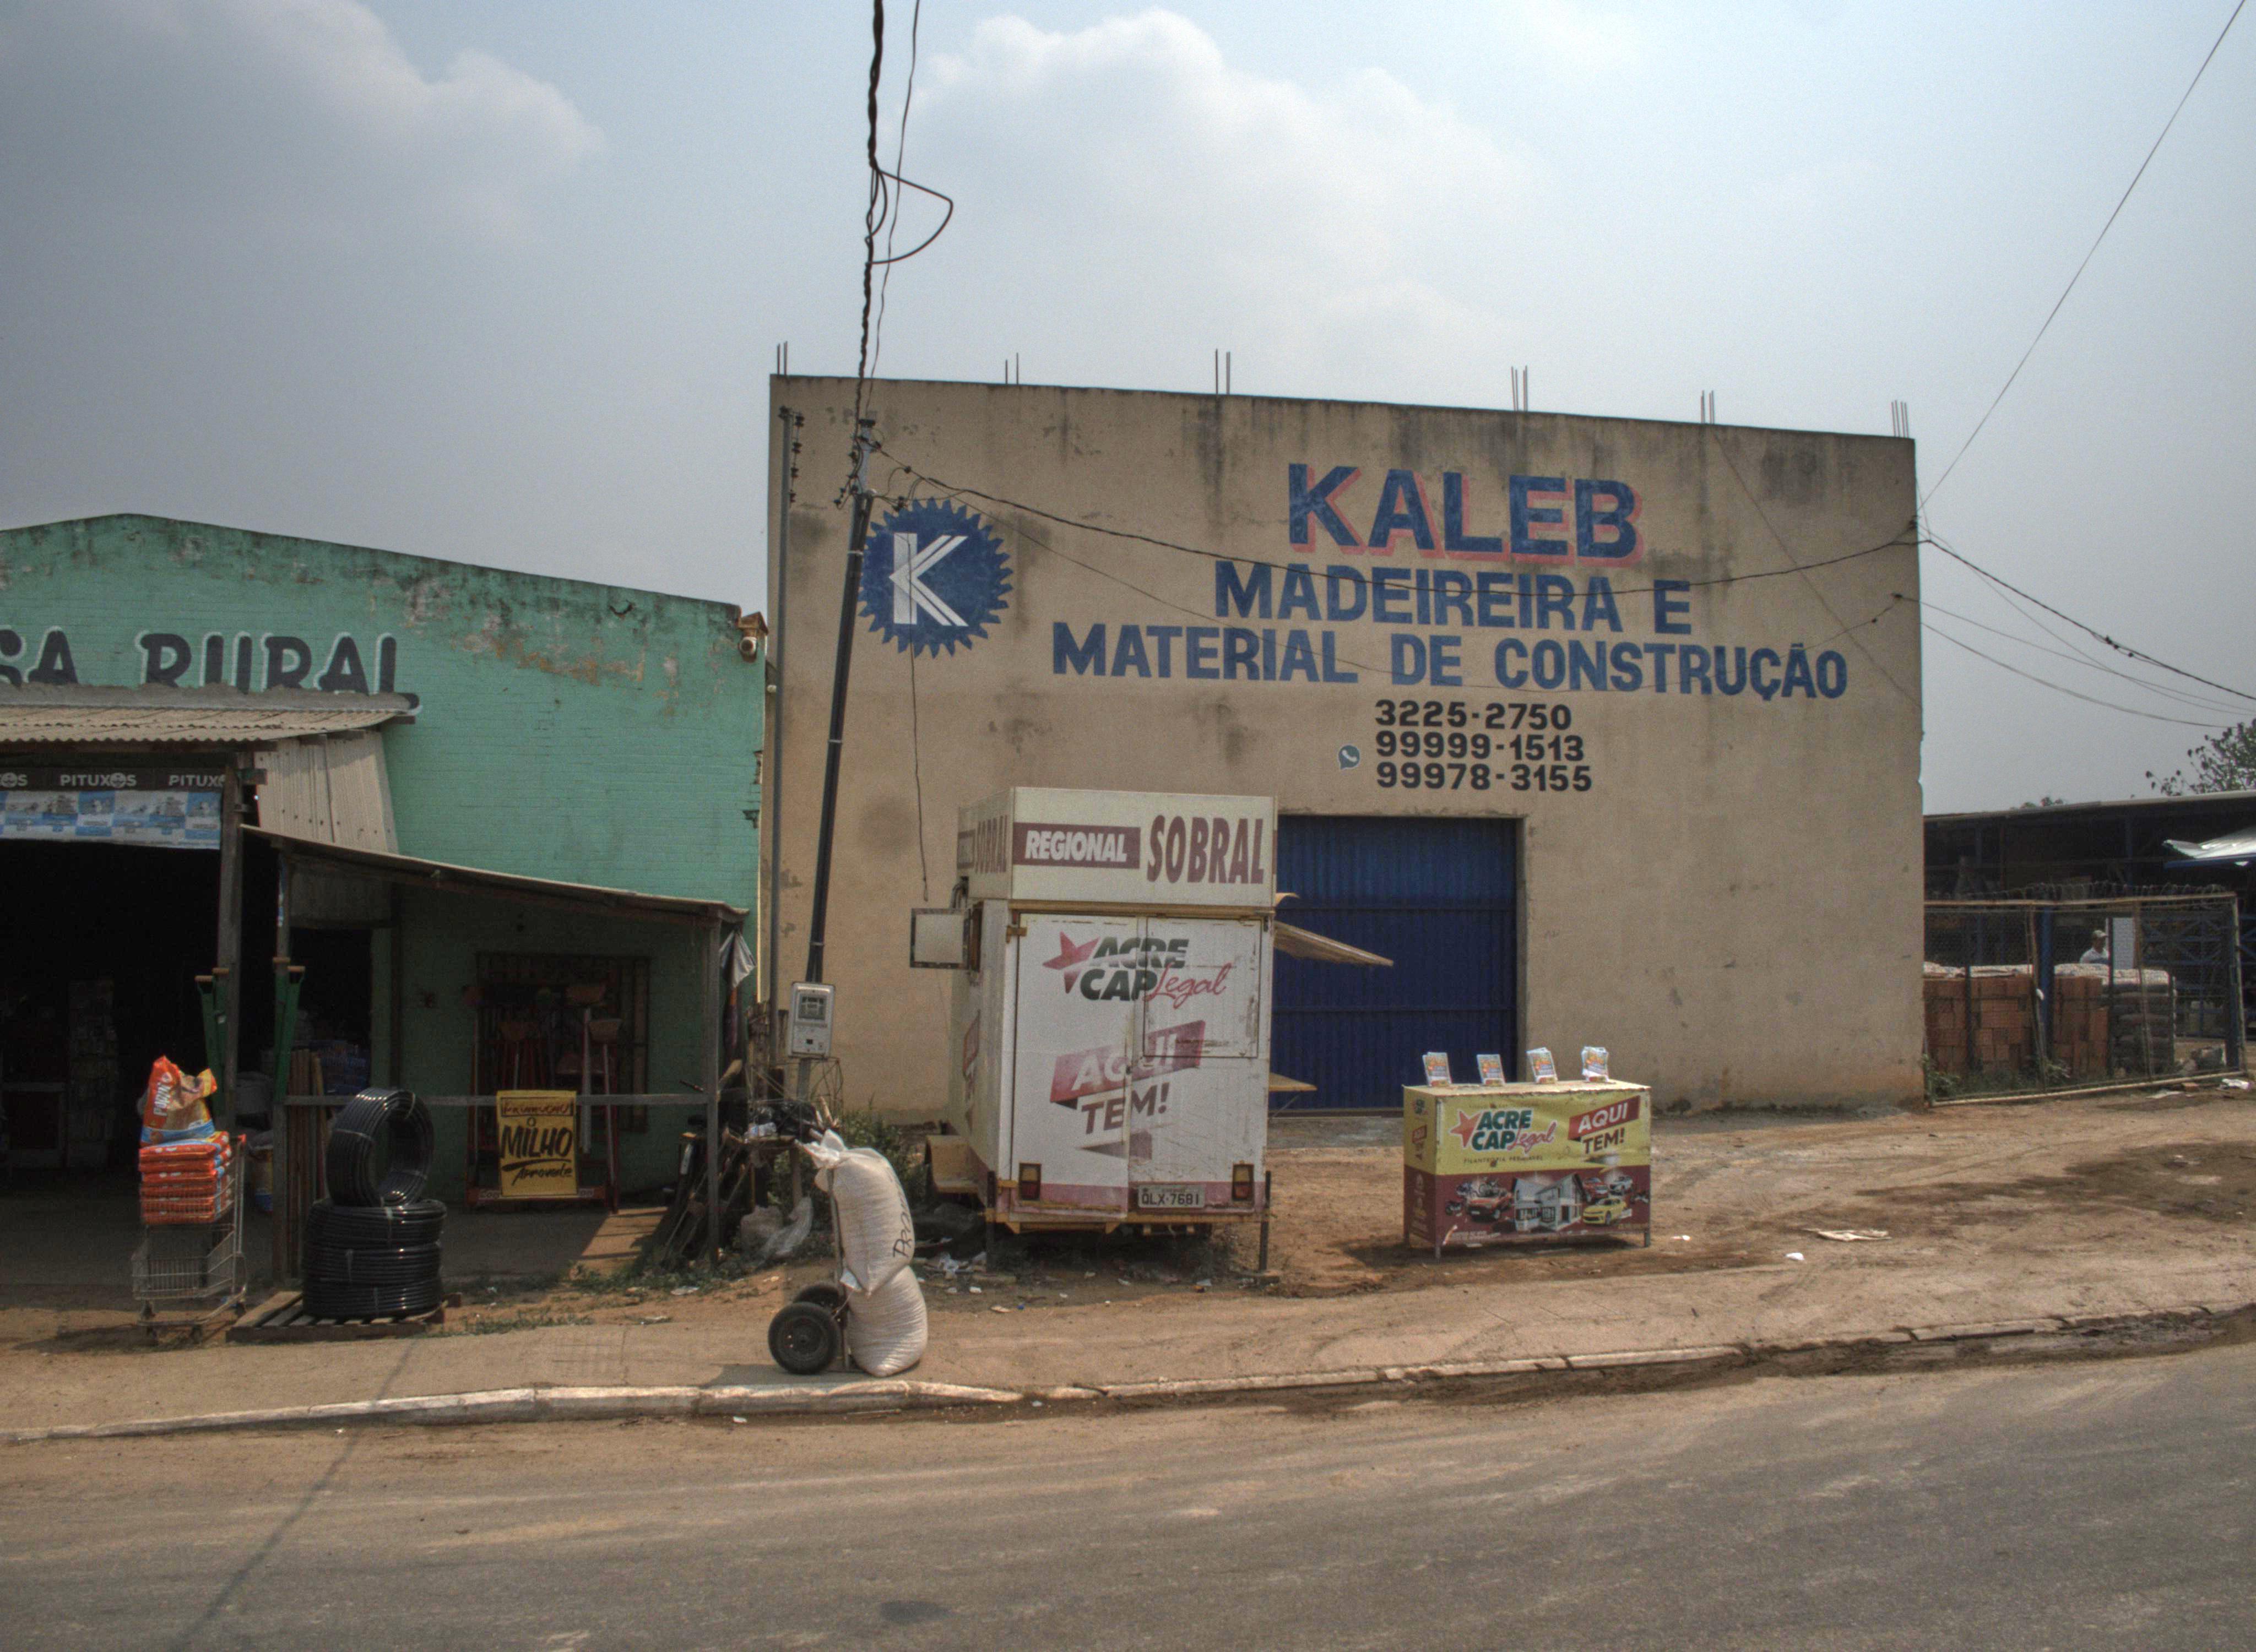 K
KALEB
MADEIREIRA E
MATERIAL DE CONSTRUÇÃO
3225-2750
99999-1513
99978-3155
SA RURAL
PITUXOS
REGIONAL SOBRAL
SOBRAL
ACRE
CAP Legal
AQUI
TEM!
QLX-7681
O
MILHO
ACRE
CAP Legal
AQUI
TEM!